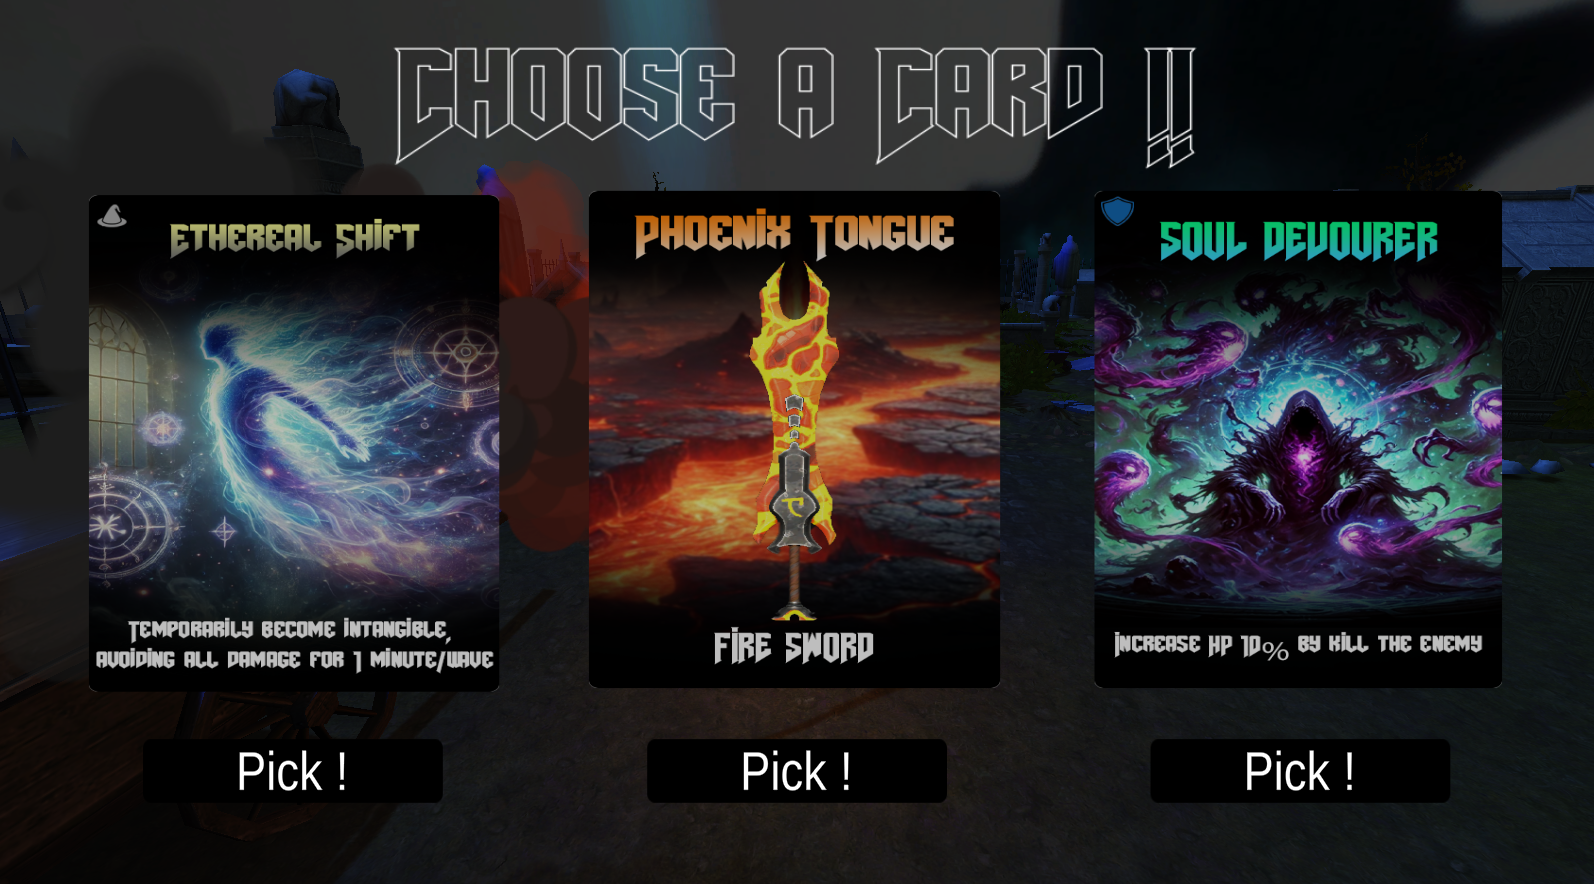 CHOOSE A CARD !!
ETHEREAL SHIFT
TEMPORARILY BECOME INTANGIBLE,
AVOIDING ALL DAMAGE FOR 1 MINUTE/WAVE
Pick !
PHOENIX TONGUE
FIRE SWORD
Pick !
SOUL DEVOURER
INCREASE HP 10% BY KILL THE ENEMY
Pick !